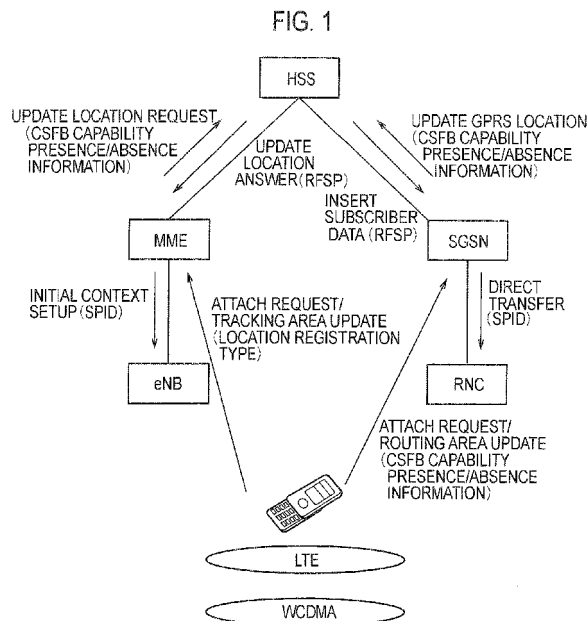 FIG. 1
HSS
UPDATE LOCATION REQUEST
(CSFB CAPABILITY
PRESENCE/ABSENCE
INFORMATION)
UPDATE
LOCATION
ANSWER(RFSP)
UPDATE GPRS LOCATION
(CSFB CAPABILITY
PRESENCE/ABSENCE
INFORMATION)
INSERT
SUBSCRIBER
DATA (RFSP)
MME
SGSN
INITIAL CONTEXT
SETUP (SPID)
ATTACH REQUEST/
TRACKING AREA UPDATE
(LOCATION REGISTRATION
TYPE)
DIRECT
TRANSFER
(SPID)
eNB
RNC
ATTACH REQUEST/
ROUTING AREA UPDATE
(CSFB CAPABILITY
PRESENCE/ABSENCE
INFORMATION)
LTE
WCDMA